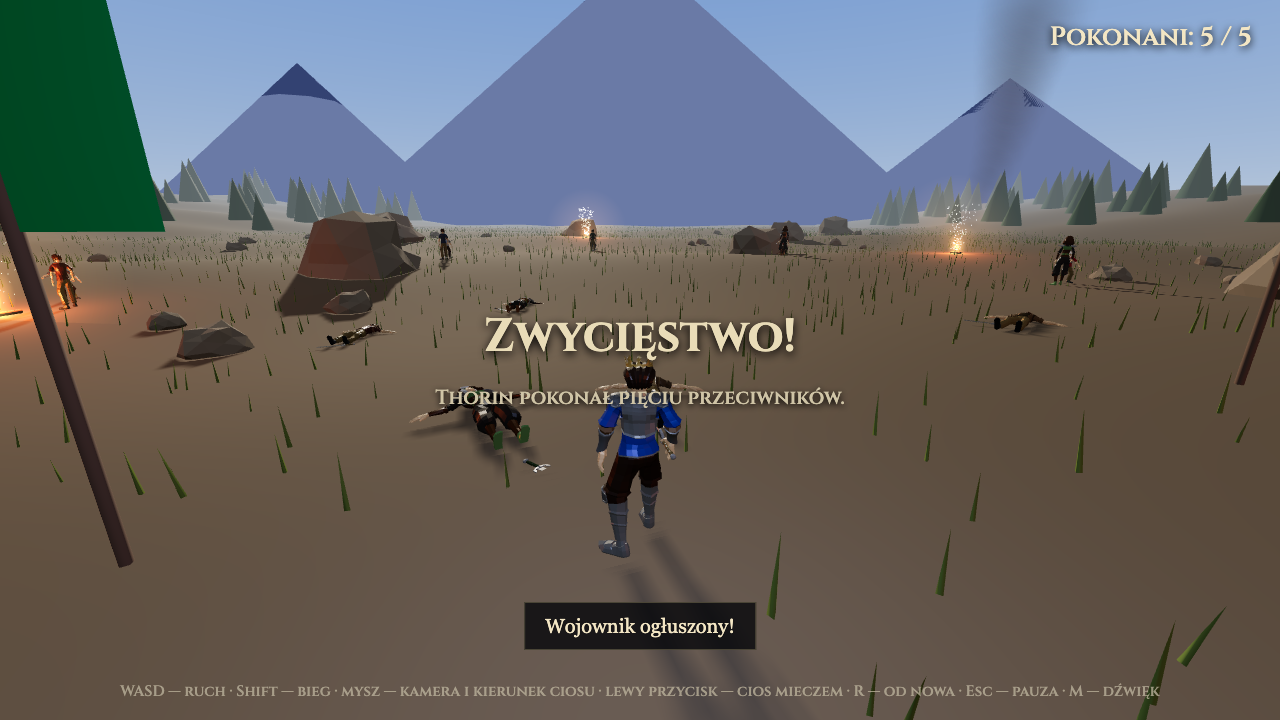 Pokonani: 5 / 5
Zwycięstwo!
Thorin pokonał pięciu przeciwników.
Wojownik ogłuszony!
WASD — ruch · Shift — bieg · mysz — kamera i kierunek ciosu · lewy przycisk — cios mieczem · R — od nowa · Esc — pauza · M — dźwięk